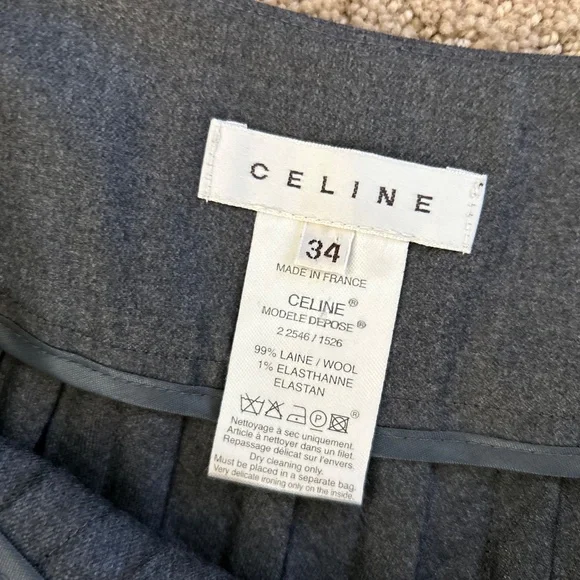 CELINE
34
MADE IN FRANCE
CELINE®
MODELE DEPOSE®
2 2546 / 1526
99% LAINE / WOOL
1% ELASTHANNE
ELASTAN
P ®
Nettoyage à sec uniquement.
Article à nettoyer dans un filet.
Repassage délicat sur l'envers.
Dry cleaning only.
Must be placed in a separate bag.
Very delicate ironing only on the inside.